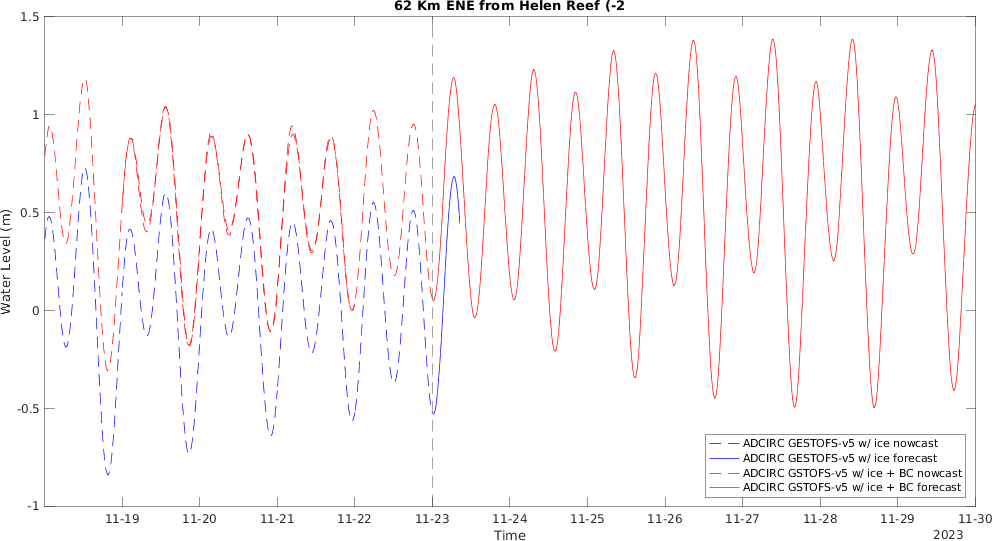 62 Km ENE from Helen Reef (-2
1.5
1
0.5
0
-0.5
-1
Water Level (m)
ADCIRC GESTOFS-v5 w/ ice nowcast
ADCIRC GESTOFS-v5 w/ ice forecast
ADCIRC GSTOFS-v5 w/ ice + BC nowcast
ADCIRC GSTOFS-v5 w/ ice + BC forecast
11-19 11-20 11-21 11-22 11-23 11-24 11-25 11-26 11-27 11-28 11-29 11-30
Time
2023